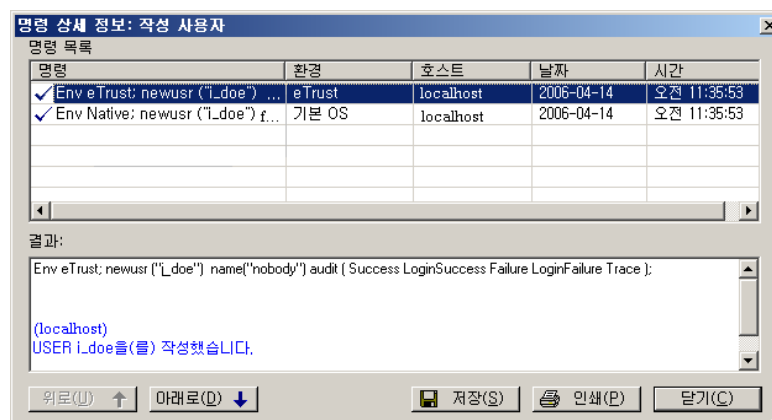 명령 상세 정보: 작성 사용자
명령 목록
명령 환경 호스트 날짜 시간
Env eTrust; newusr ("i_doe") ... eTrust localhost 2006-04-14 오전 11:35:53
Env Native; newusr ("i_doe") f... 기본 OS localhost 2006-04-14 오전 11:35:53
결과:
Env eTrust; newusr ("i_doe") name("nobody") audit ( Success LoginSuccess Failure LoginFailure Trace );
(localhost)
USER i_doe을(를) 작성했습니다.
위로(U) 아래로(D) 저장(S) 인쇄(P) 닫기(C)